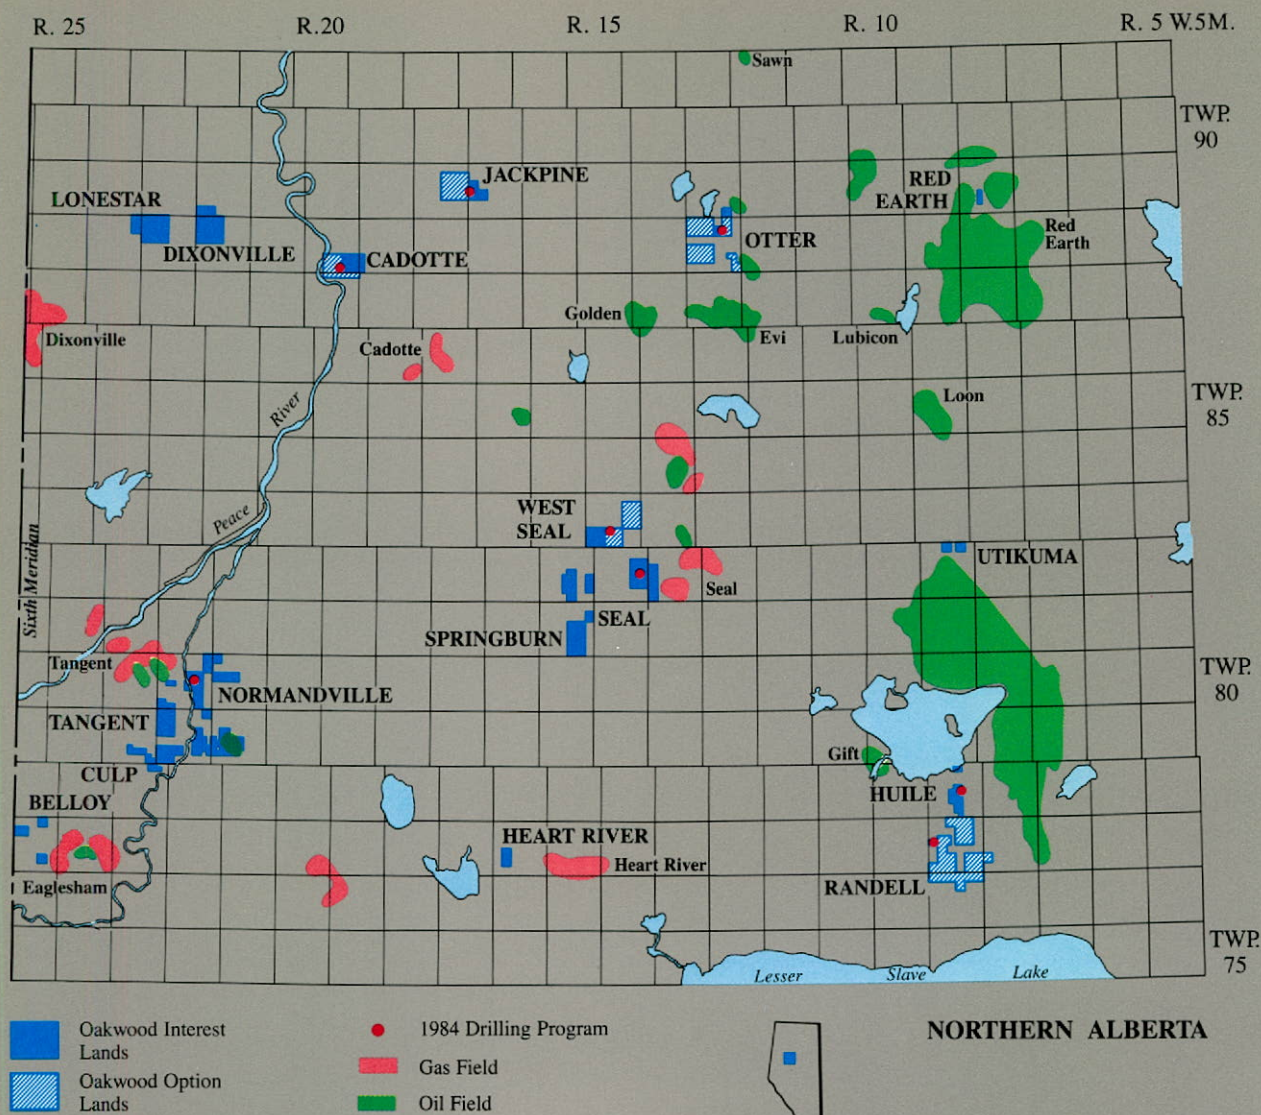 R. 25 R.20 R. 15 R. 10 R. 5 W.5M.
Sawn
TWP.
90
JACKPINE
RED
EARTH
LONESTAR
Red
Earth
OTTER
DIXONVILLE
CADOTTE
Golden
Evi
Lubicon
Dixonville
Cadotte
TWP.
85
Loon
River
WEST
SEAL
Peace
Sixth Meridian
UTIKUMA
Seal
SEAL
SPRINGBURN
Tangent
TWP.
80
NORMANDVILLE
TANGENT
Gift
CULP
HUILE
BELLOY
HEART RIVER
Heart River
Eaglesham
RANDELL
TWP.
75
Lesser Slave Lake
Oakwood Interest
Lands
Oakwood Option
Lands
1984 Drilling Program
Gas Field
Oil Field
NORTHERN ALBERTA